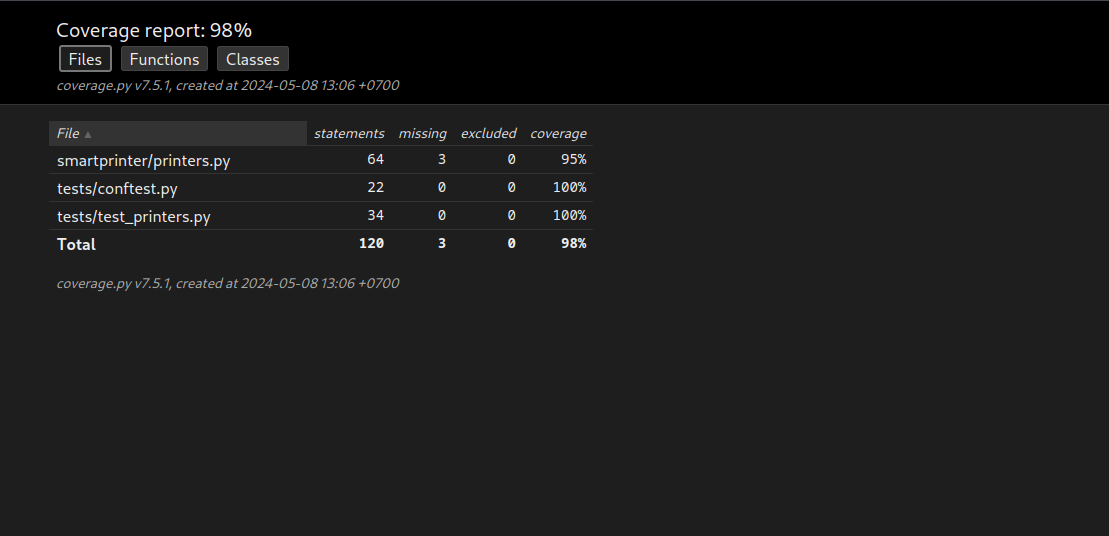 Coverage report: 98%
Files Functions Classes
coverage.py v7.5.1, created at 2024-05-08 13:06 +0700
File ▲ statements missing excluded coverage
smartprinter/printers.py 64 3 0 95%
tests/conftest.py 22 0 0 100%
tests/test_printers.py 34 0 0 100%
Total 120 3 0 98%
coverage.py v7.5.1, created at 2024-05-08 13:06 +0700